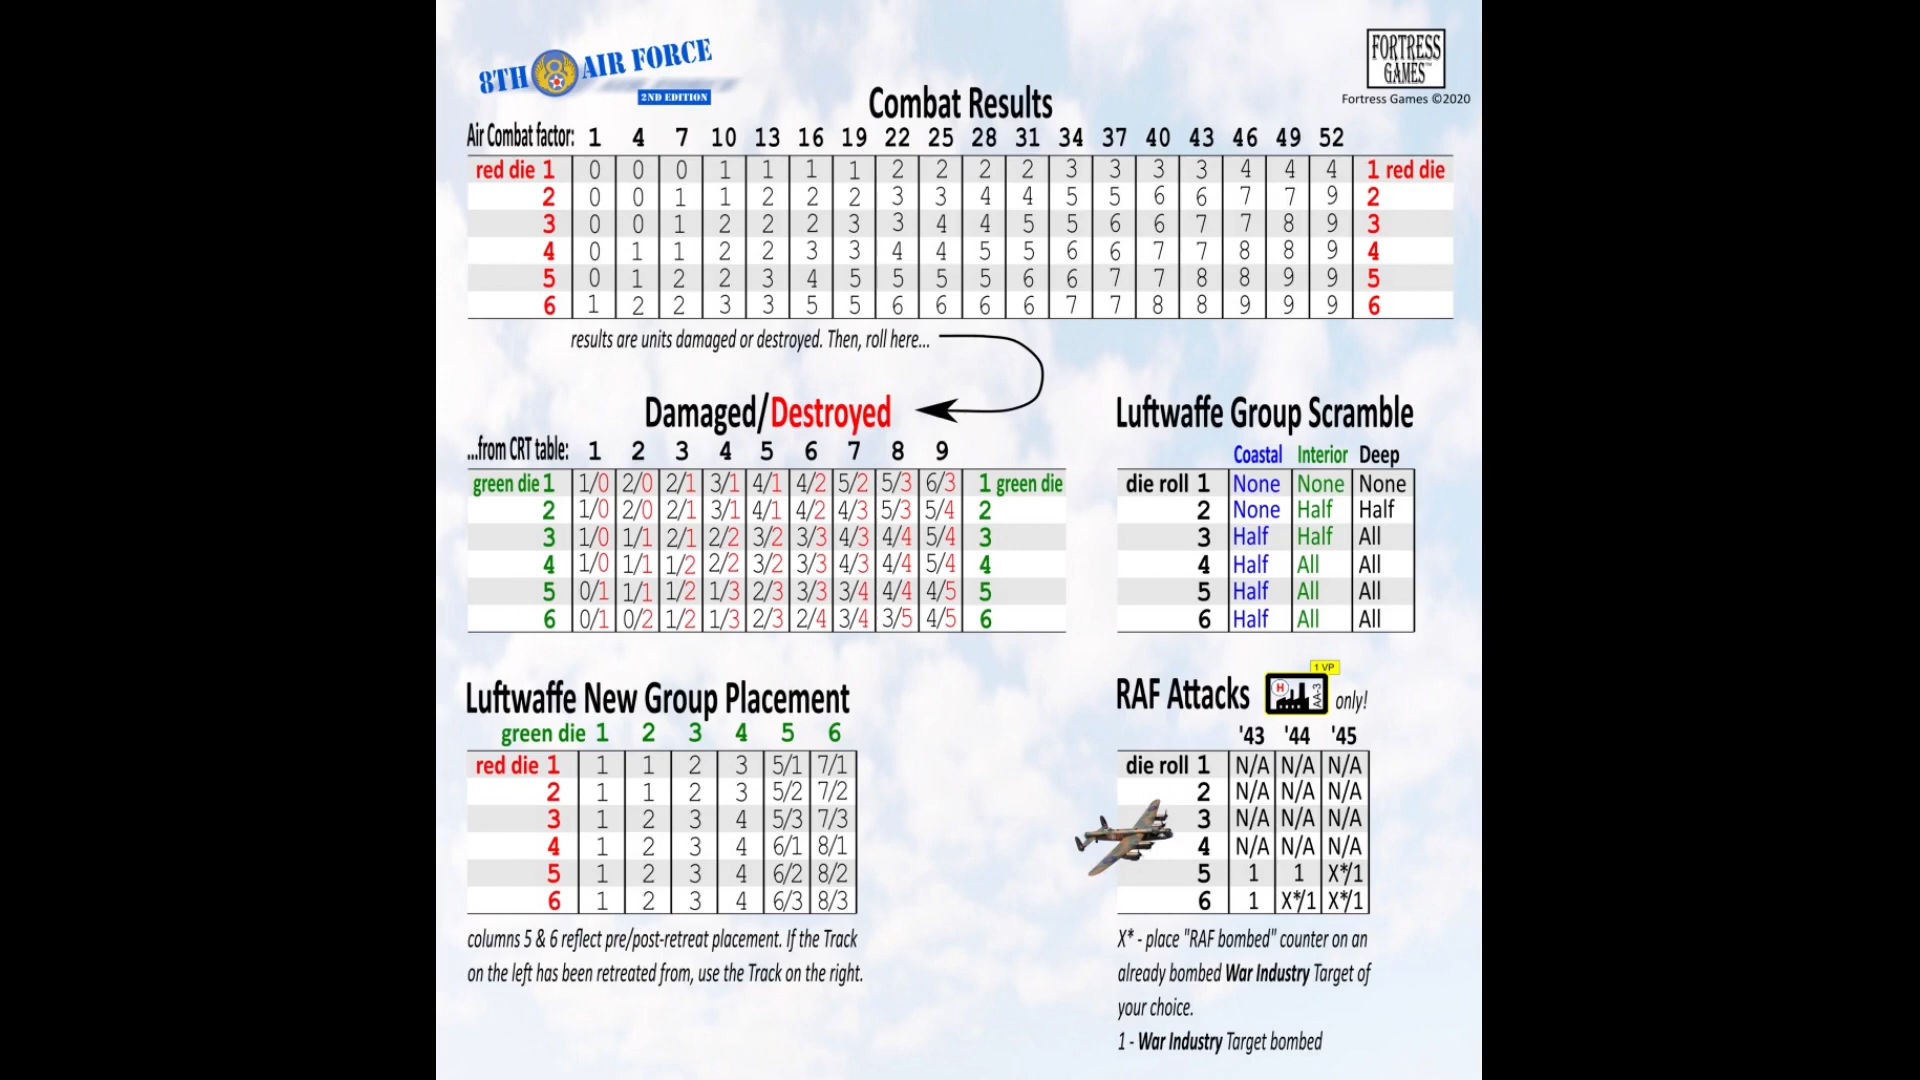 8TH AIR FORCE
2ND EDITION
FORTRESS
GAMES™
Fortress Games ©2020
Combat Results
Air Combat factor: 1 4 7 10 13 16 19 22 25 28 31 34 37 40 43 46 49 52
red die 1 0 0 0 1 1 1 1 2 2 2 2 3 3 3 3 4 4 4 1 red die
2 0 0 1 1 2 2 2 3 3 4 4 5 5 6 6 7 7 9 2
3 0 0 1 2 2 2 3 3 4 4 5 5 6 6 7 7 8 9 3
4 0 1 1 2 2 3 3 4 4 5 5 6 6 7 7 8 8 9 4
5 0 1 2 2 3 4 5 5 5 5 6 6 7 7 8 8 9 9 5
6 1 2 2 3 3 5 5 6 6 6 6 7 7 8 8 9 9 9 6
results are units damaged or destroyed. Then, roll here...
Damaged/Destroyed
...from CRT table: 1 2 3 4 5 6 7 8 9
green die 1 1/0 2/0 2/1 3/1 4/1 4/2 5/2 5/3 6/3 1 green die
2 1/0 2/0 2/1 3/1 4/1 4/2 4/3 5/3 5/4 2
3 1/0 1/1 2/1 2/2 3/2 3/3 4/3 4/4 5/4 3
4 1/0 1/1 1/2 2/2 3/2 3/3 4/3 4/4 5/4 4
5 0/1 1/1 1/2 1/3 2/3 3/3 3/4 4/4 4/5 5
6 0/1 0/2 1/2 1/3 2/3 2/4 3/4 3/5 4/5 6
Luftwaffe Group Scramble
Coastal Interior Deep
die roll 1 None None None
2 None Half Half
3 Half Half All
4 Half All All
5 Half All All
6 Half All All
Luftwaffe New Group Placement
green die 1 2 3 4 5 6
red die 1 1 1 2 3 5/1 7/1
2 1 1 2 3 5/2 7/2
3 1 2 3 4 5/3 7/3
4 1 2 3 4 6/1 8/1
5 1 2 3 4 6/2 8/2
6 1 2 3 4 6/3 8/3
columns 5 & 6 reflect pre/post-retreat placement. If the Track
on the left has been retreated from, use the Track on the right.
RAF Attacks
1 VP
H
AA-3
only!
'43 '44 '45
die roll 1 N/A N/A N/A
2 N/A N/A N/A
3 N/A N/A N/A
4 N/A N/A N/A
5 1 1 X*/1
6 1 X*/1 X*/1
X* - place "RAF bombed" counter on an
already bombed War Industry Target of
your choice.
1 - War Industry Target bombed